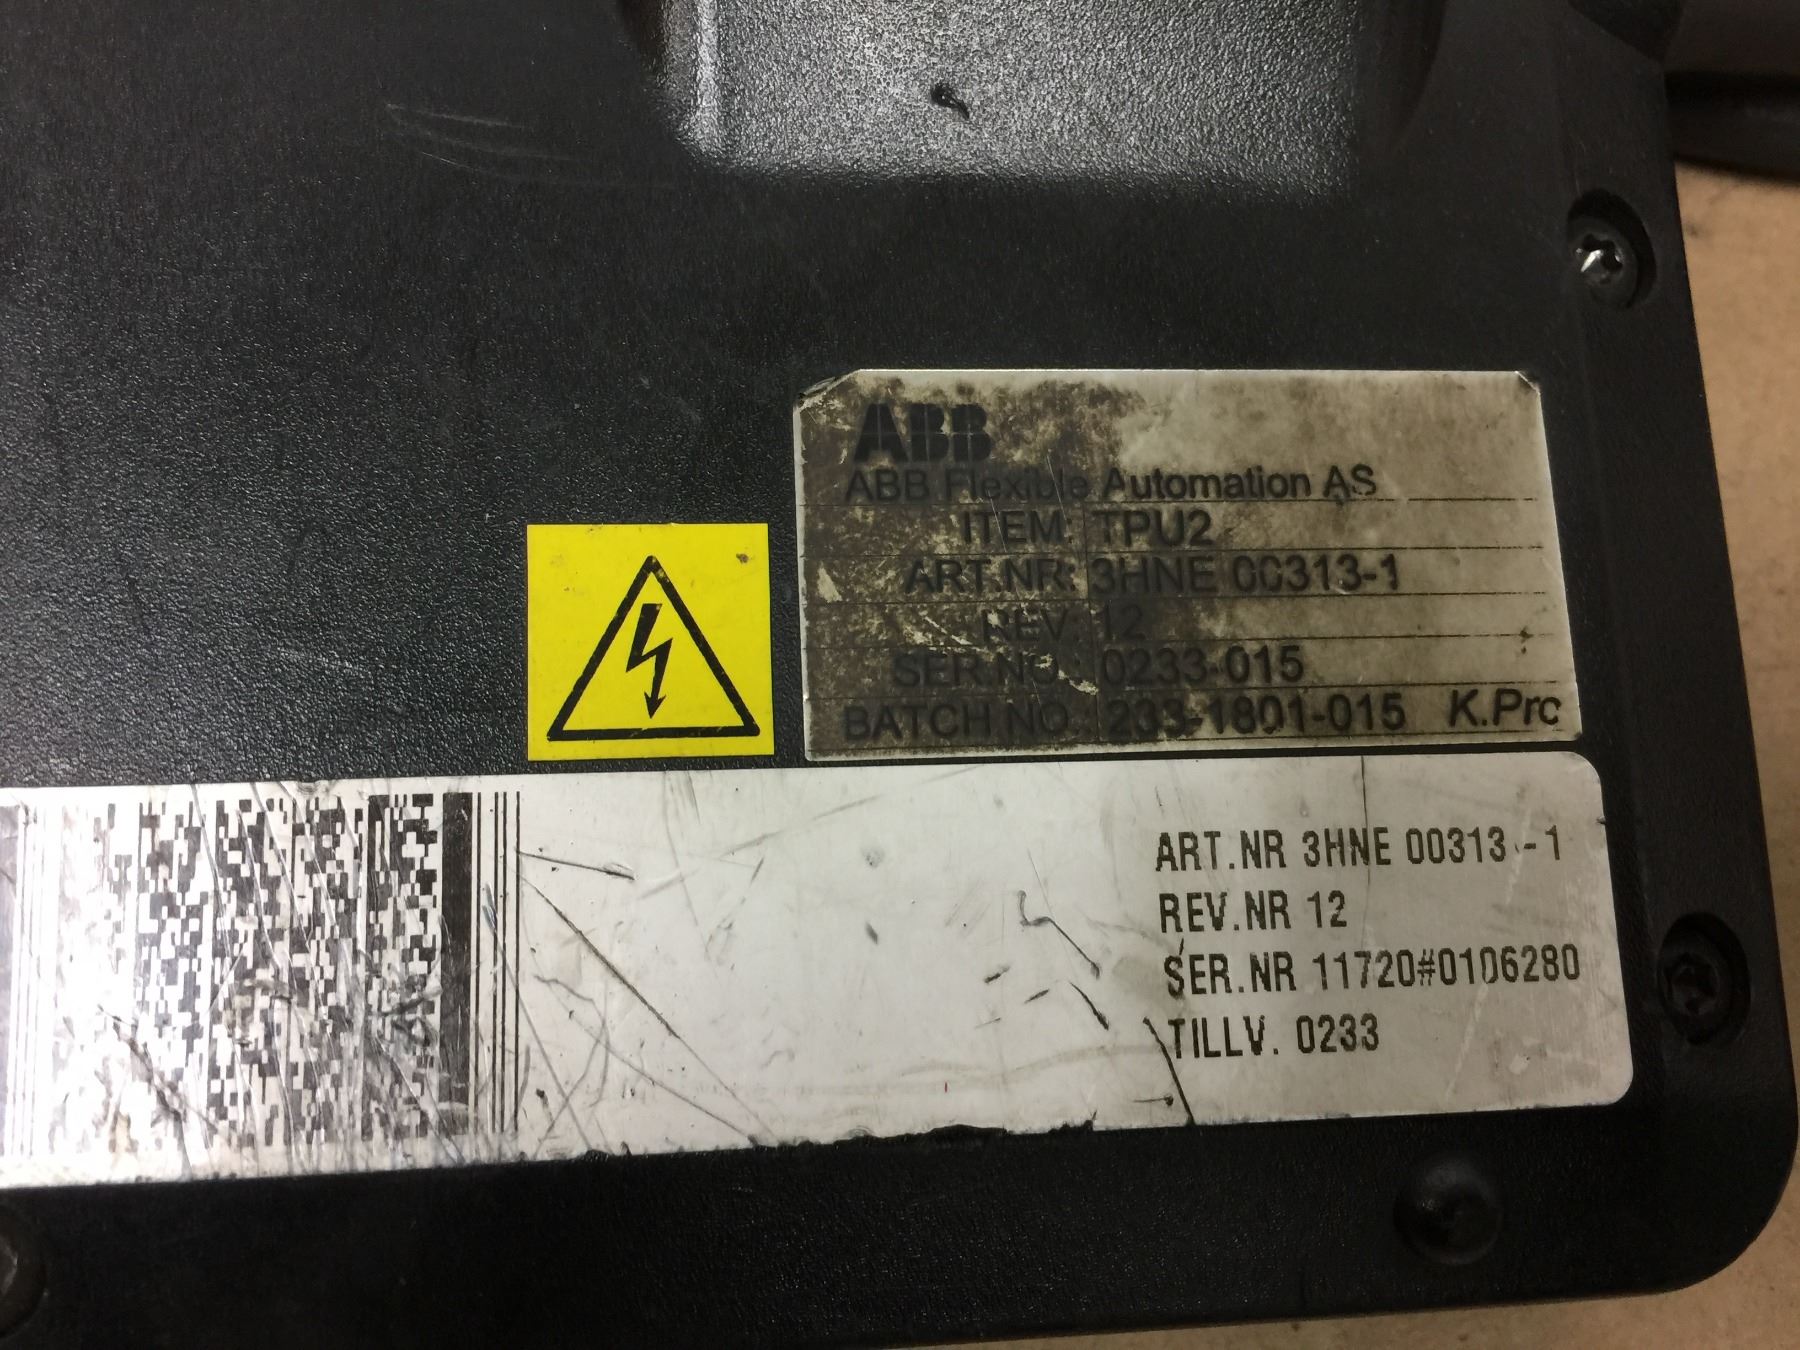 ABB
ABB Flexible Automation AS
ITEM: TPU2
ART.NR: 3HNE 00313-1
REV. 12
SER.NO.: 0233-015
BATCH NO.: 233-1801-015 K.Prc
ART.NR 3HNE 00313-1
REV.NR 12
SER.NR 11720#0106280
TILLV. 0233